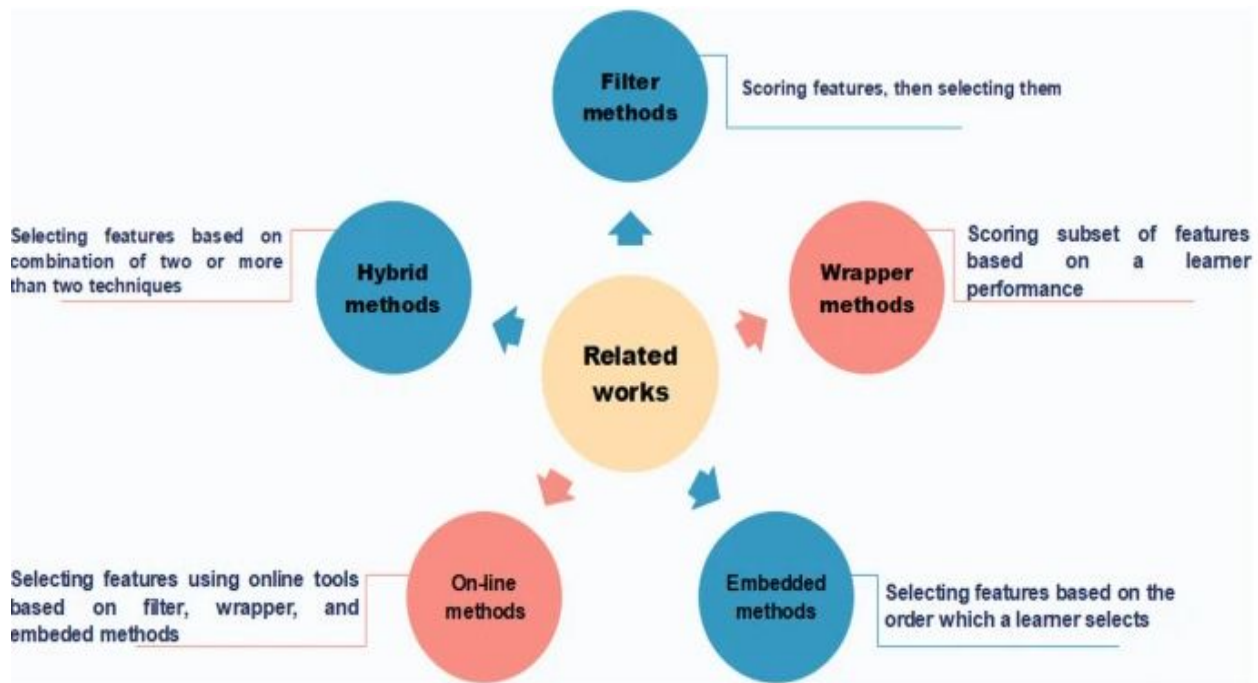 Filter
methods
Scoring features, then selecting them
Hybrid
methods
Selecting features based on
combination of two or more
than two techniques
Wrapper
methods
Scoring subset of features
based on a learner
performance
Related
works
On-line
methods
Selecting features using online tools
based on filter, wrapper, and
embeded methods
Embedded
methods
Selecting features based on the
order which a learner selects